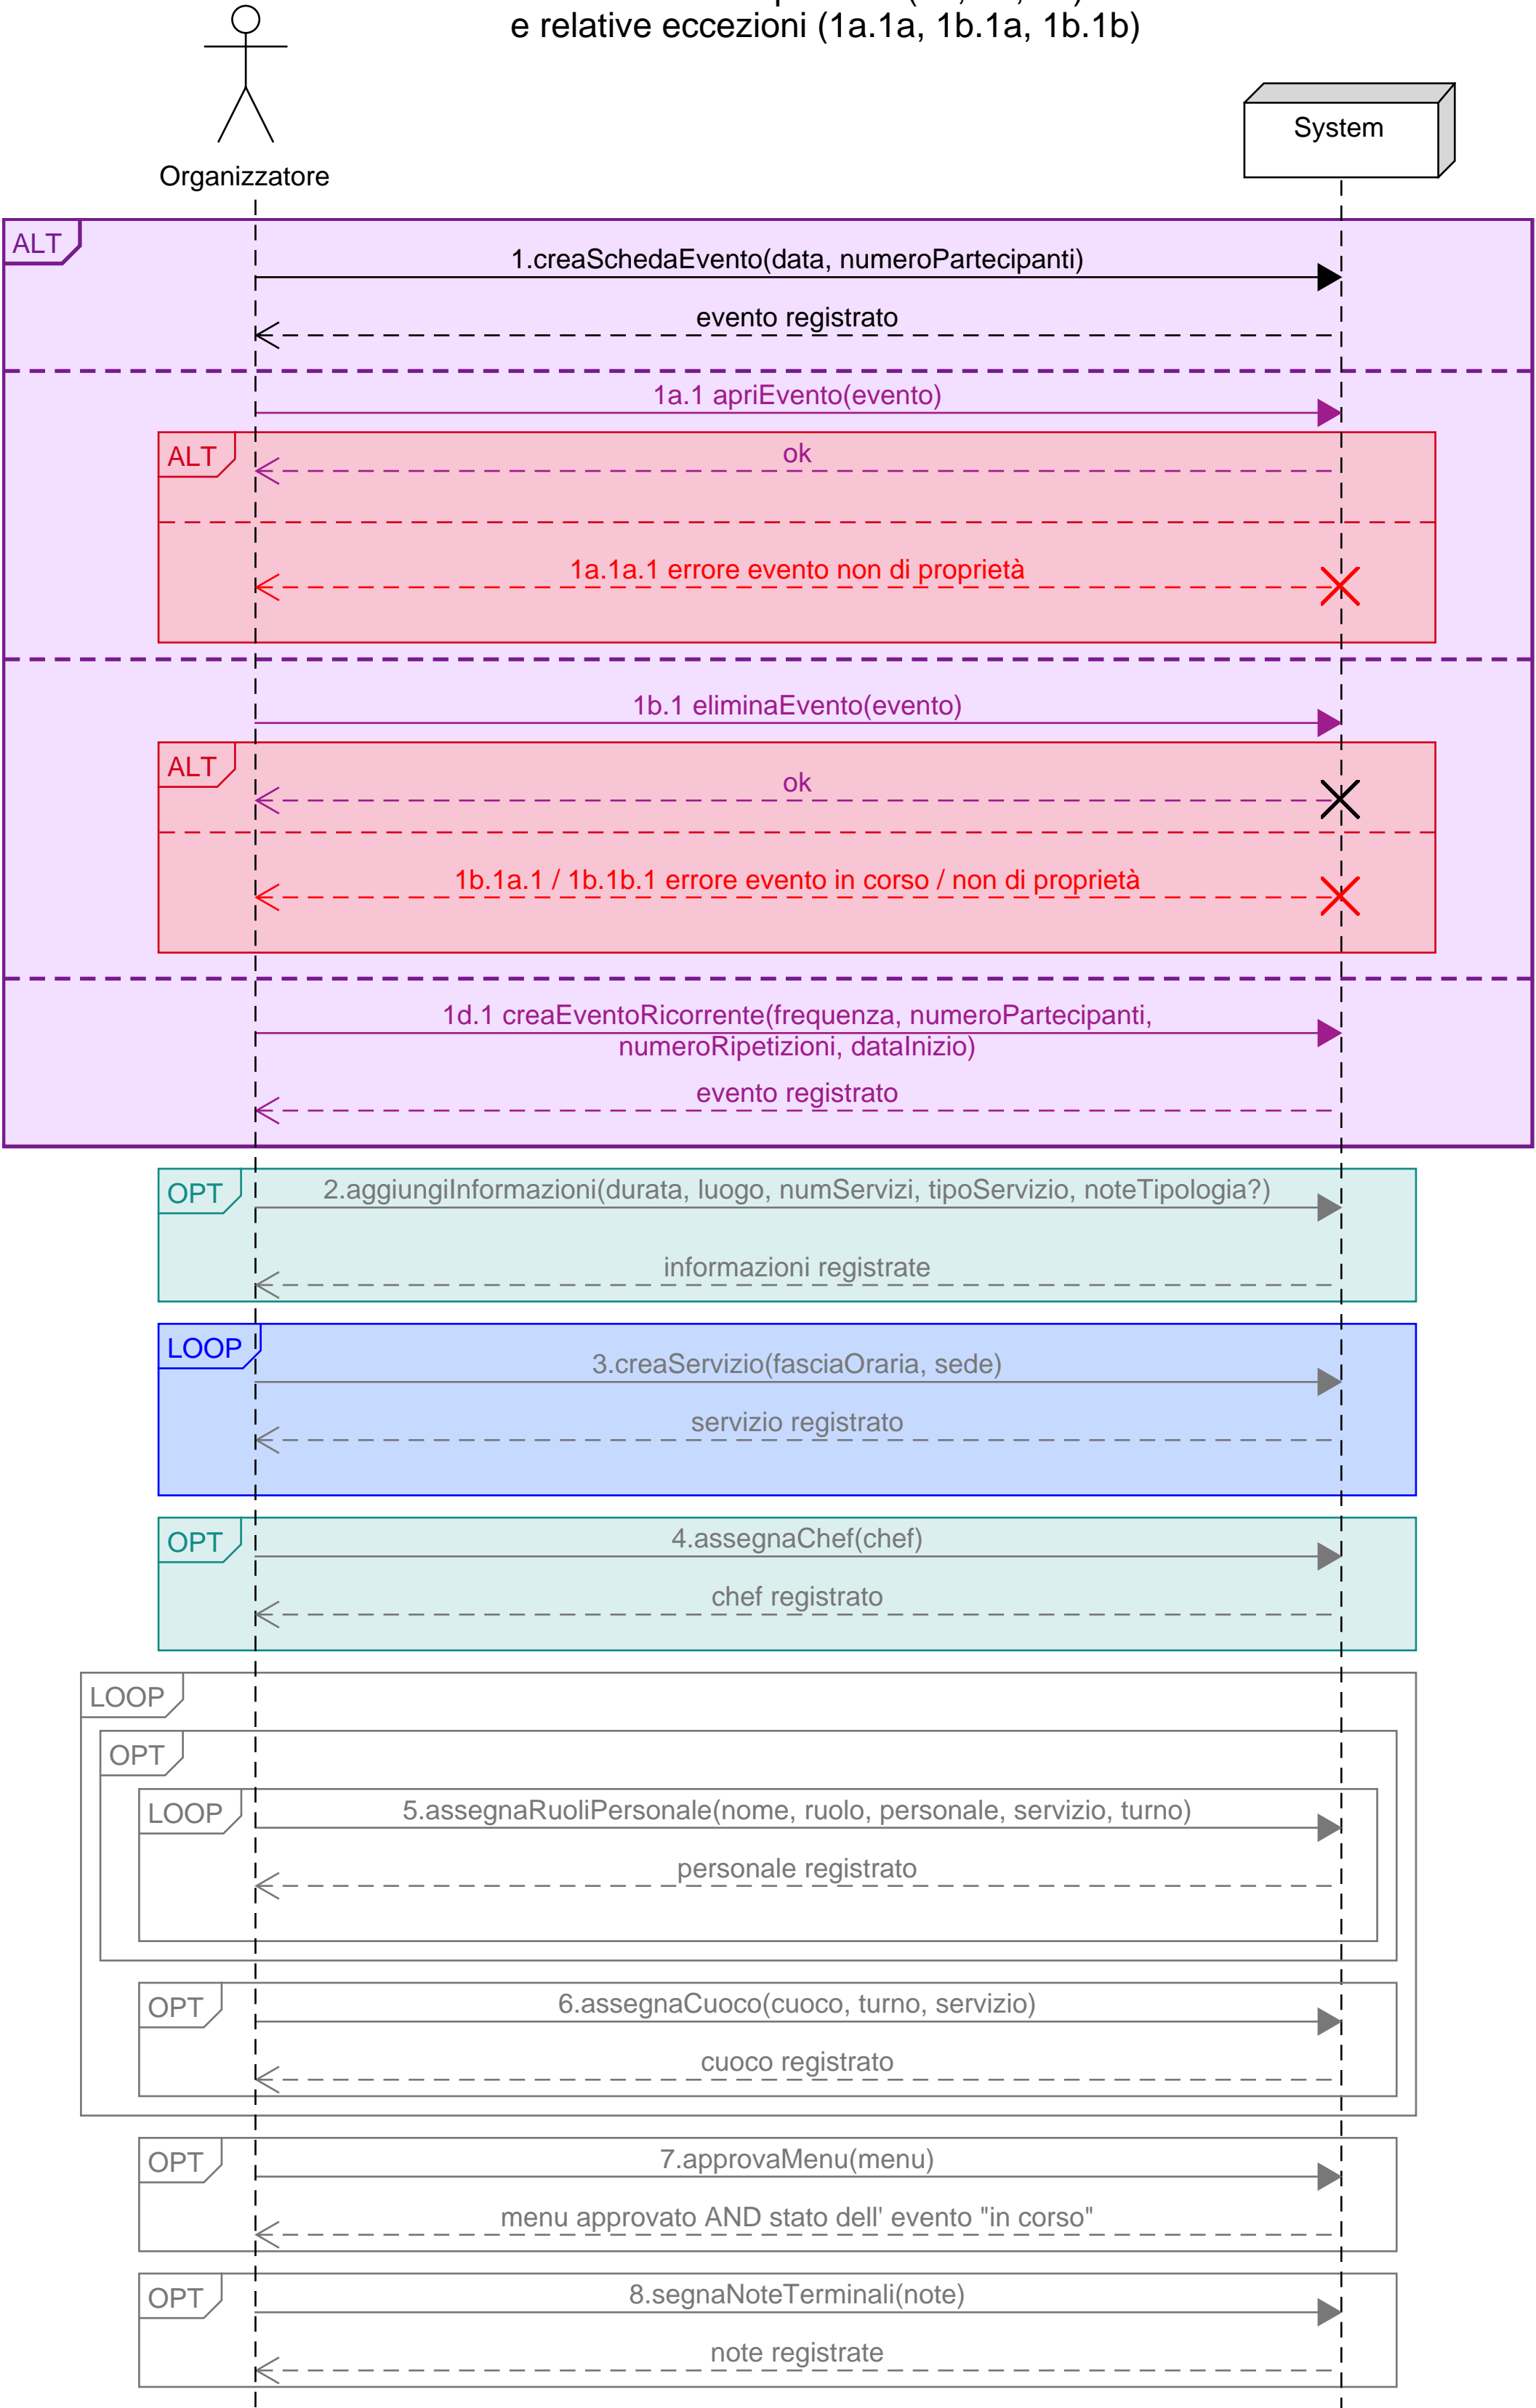 e relative eccezioni (1a.1a, 1b.1a, 1b.1b)
System
Organizzatore
ALT
1.creaSchedaEvento(data, numeroPartecipanti)
evento registrato
1a.1 apriEvento(evento)
ALT
ok
1a.1a.1 errore evento non di proprietà
1b.1 eliminaEvento(evento)
ALT
ok
1b.1a.1 / 1b.1b.1 errore evento in corso / non di proprietà
1d.1 creaEventoRicorrente(frequenza, numeroPartecipanti,
numeroRipetizioni, dataInizio)
evento registrato
OPT
2.aggiungiInformazioni(durata, luogo, numServizi, tipoServizio, noteTipologia?)
informazioni registrate
LOOP
3.creaServizio(fasciaOraria, sede)
servizio registrato
OPT
4.assegnaChef(chef)
chef registrato
LOOP
OPT
LOOP
5.assegnaRuoliPersonale(nome, ruolo, personale, servizio, turno)
personale registrato
OPT
6.assegnaCuoco(cuoco, turno, servizio)
cuoco registrato
OPT
7.approvaMenu(menu)
menu approvato AND stato dell' evento "in corso"
OPT
8.segnaNoteTerminali(note)
note registrate